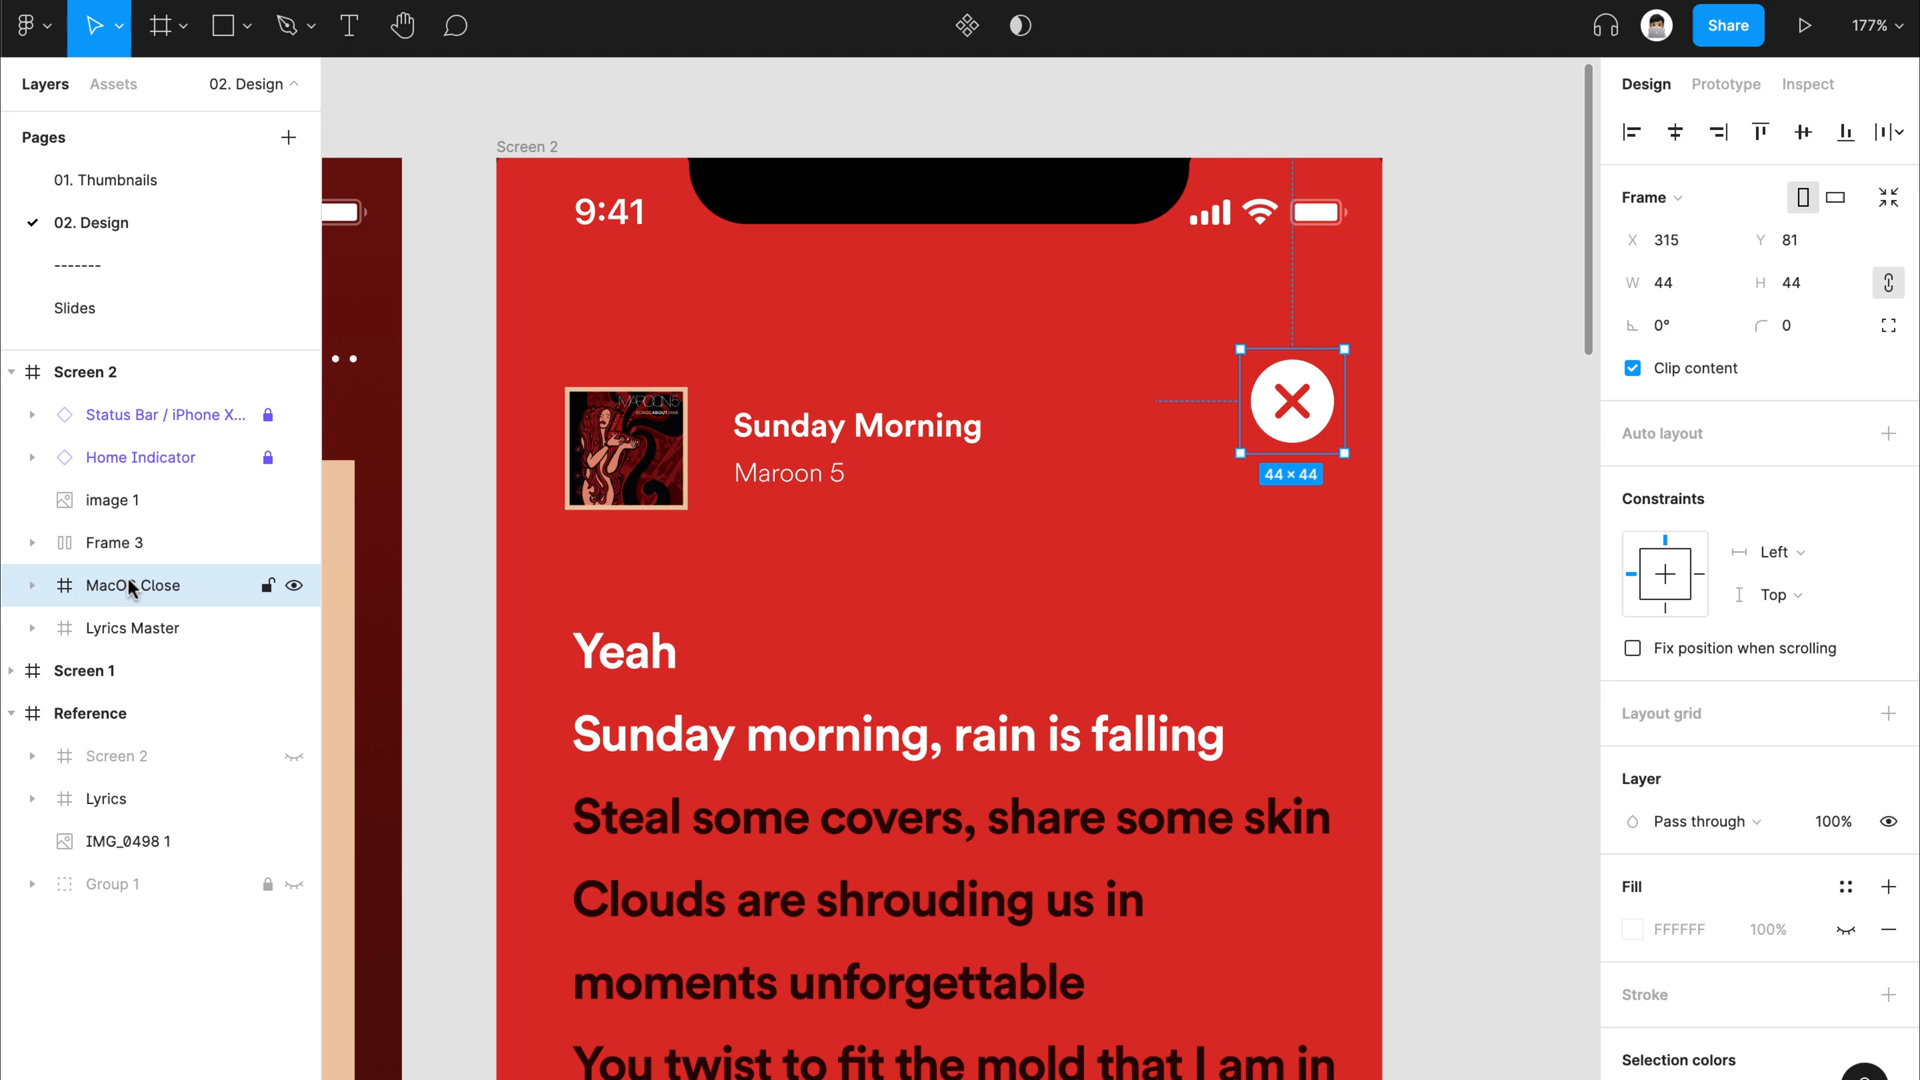 Share
177%
Layers
Assets
02. Design
Pages
01. Thumbnails
02. Design
-------
Slides
Screen 2
Status Bar / iPhone X...
Home Indicator
image 1
Frame 3
MacOS Close
Lyrics Master
Screen 1
Reference
Screen 2
Lyrics
IMG_0498 1
Group 1
Screen 2
9:41
MAROON5
SONGSABOUTJANE
Sunday Morning
Maroon 5
44 × 44
Yeah
Sunday morning, rain is falling
Steal some covers, share some skin
Clouds are shrouding us in
moments unforgettable
You twist to fit the mold that I am in
Design
Prototype
Inspect
Frame
X 315 Y 81
W 44 H 44
0° 0
Clip content
Auto layout
Constraints
Left
Top
Fix position when scrolling
Layout grid
Layer
Pass through 100%
Fill
FFFFFF 100%
Stroke
Selection colors